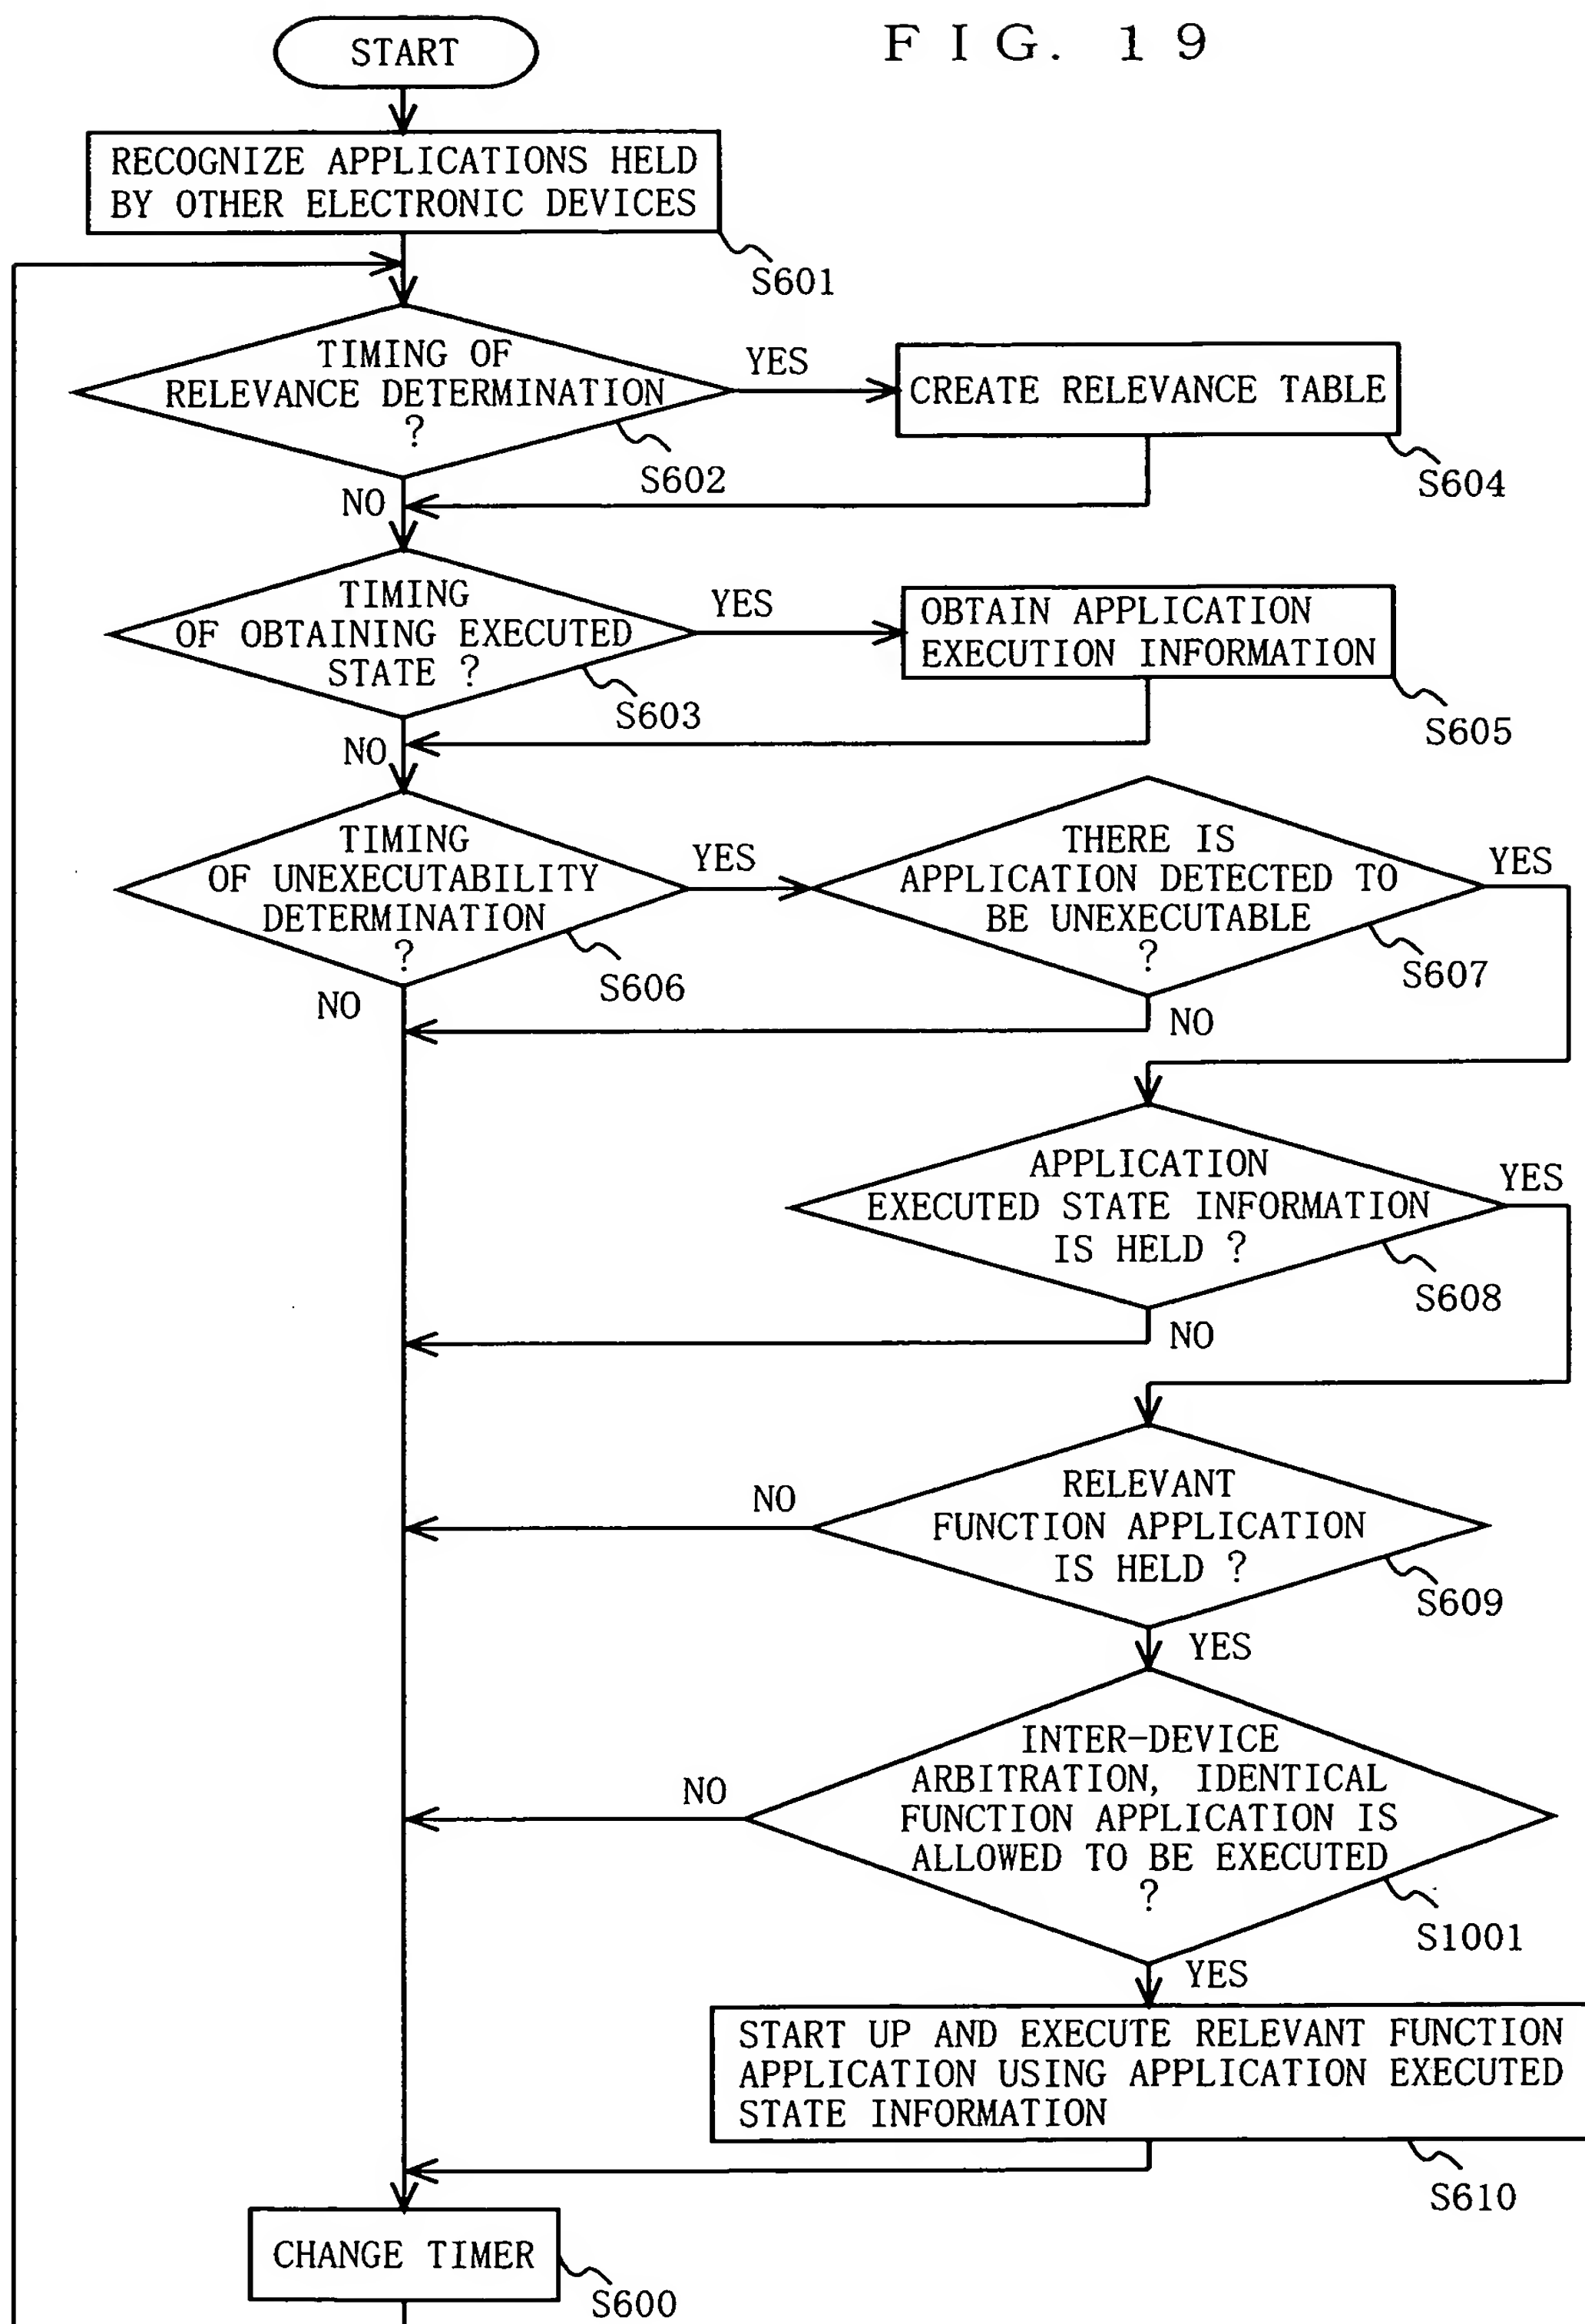 FIG. 19
START
RECOGNIZE APPLICATIONS HELD
BY OTHER ELECTRONIC DEVICES
S601
TIMING OF
RELEVANCE DETERMINATION
?
S602
YES
NO
CREATE RELEVANCE TABLE
S604
TIMING
OF OBTAINING EXECUTED
STATE ?
S603
YES
NO
OBTAIN APPLICATION
EXECUTION INFORMATION
S605
TIMING
OF UNEXECUTABILITY
DETERMINATION
?
S606
YES
NO
THERE IS
APPLICATION DETECTED TO
BE UNEXECUTABLE
?
S607
YES
NO
APPLICATION
EXECUTED STATE INFORMATION
IS HELD ?
S608
YES
NO
RELEVANT
FUNCTION APPLICATION
IS HELD ?
S609
NO
YES
INTER-DEVICE
ARBITRATION, IDENTICAL
FUNCTION APPLICATION IS
ALLOWED TO BE EXECUTED
?
S1001
NO
YES
START UP AND EXECUTE RELEVANT FUNCTION
APPLICATION USING APPLICATION EXECUTED
STATE INFORMATION
S610
CHANGE TIMER
S600